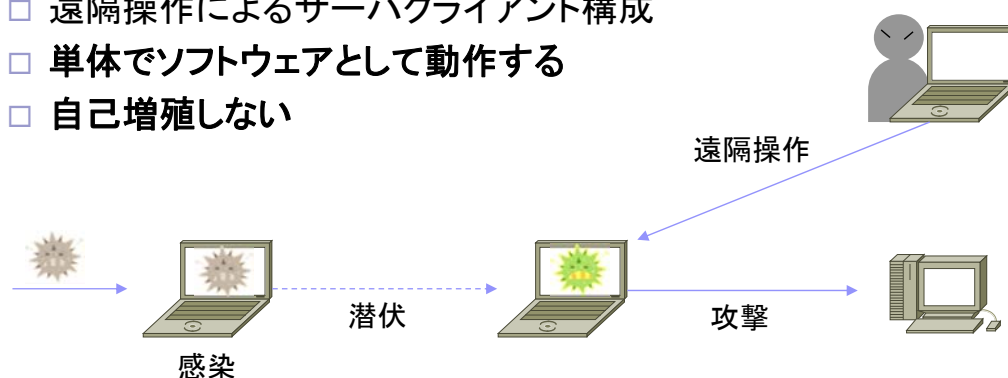 遠隔操作によるサーバクライアント構成
単体でソフトウェアとして動作する
自己増殖しない
遠隔操作
潜伏
攻撃
感染